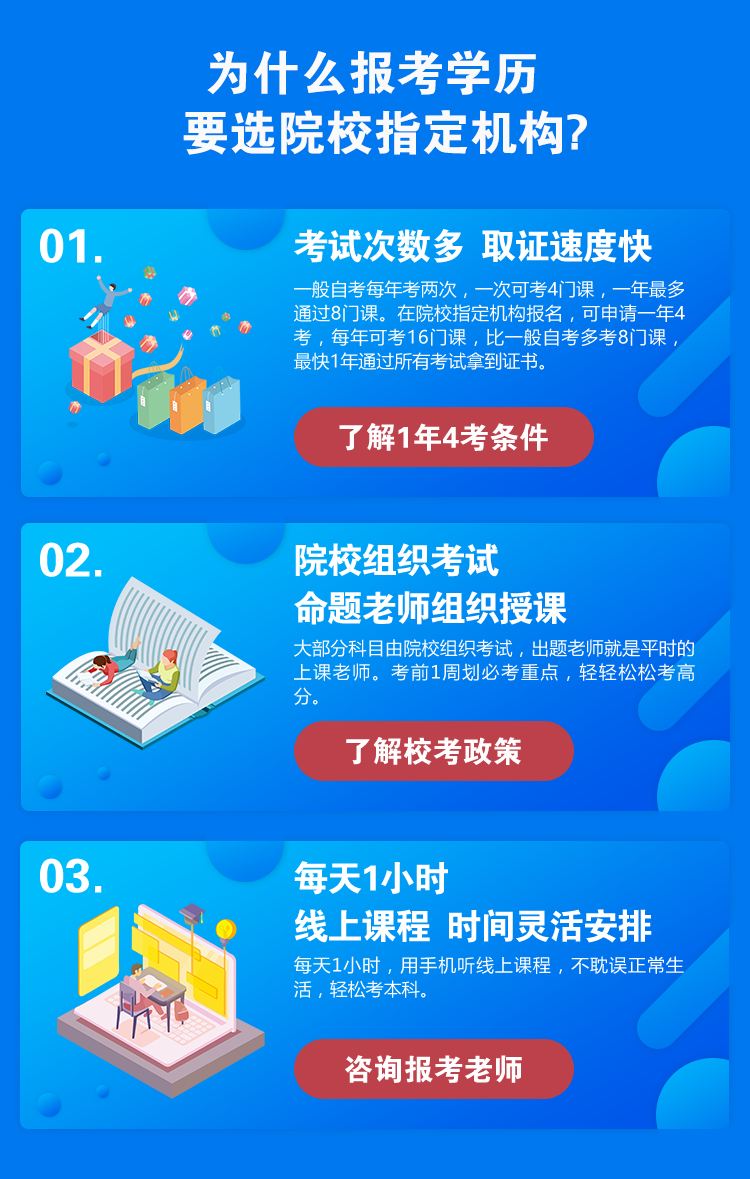 为什么报考学历
要选院校指定机构?
01.
考试次数多 取证速度快
一般自考每年考两次，一次可考4门课，一年最多
通过8门课。在院校指定机构报名，可申请一年4
考，每年可考16门课，比一般自考多考8门课，
最快1年通过所有考试拿到证书。
了解1年4考条件
02.
院校组织考试
命题老师组织授课
大部分科目由院校组织考试，出题老师就是平时的
上课老师。考前1周划必考重点，轻轻松松考高
分。
了解校考政策
03.
每天1小时
线上课程 时间灵活安排
每天1小时，用手机听线上课程，不耽误正常生
活，轻松考本科。
咨询报考老师